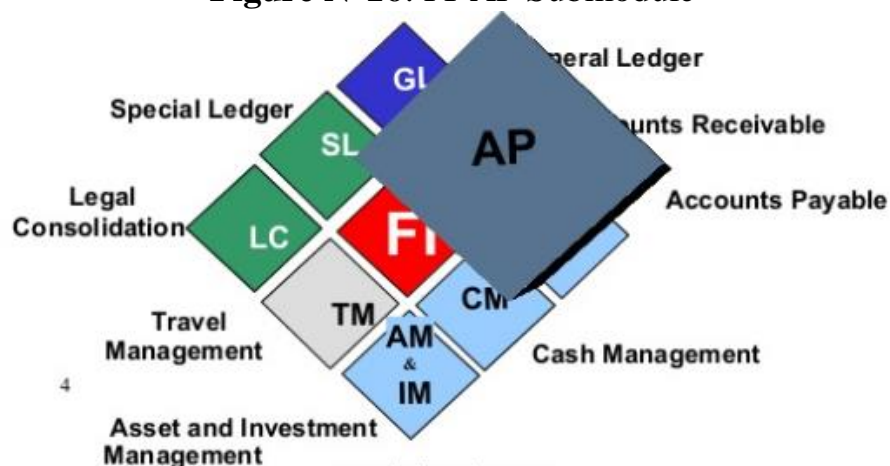 GL
neral Ledger
Special Ledger
SL
AP
unts Receivable
Legal
Consolidation
LC
FI
Accounts Payable
TM
CM
Travel
Management
AM
&
IM
Cash Management
4
Asset and Investment
Management